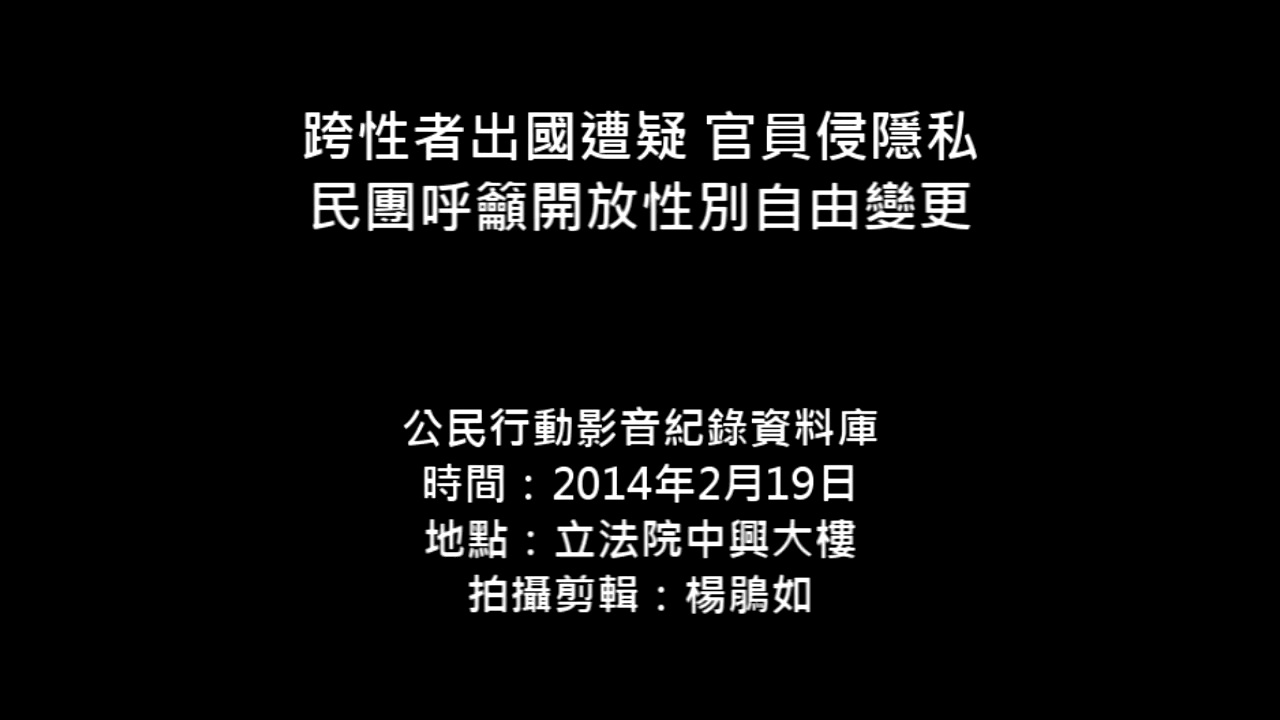 跨性者出國遭疑 官員侵隱私
民團呼籲開放性別自由變更
公民行動影音紀錄資料庫
時間：2014年2月19日
地點：立法院中興大樓
拍攝剪輯：楊鵑如